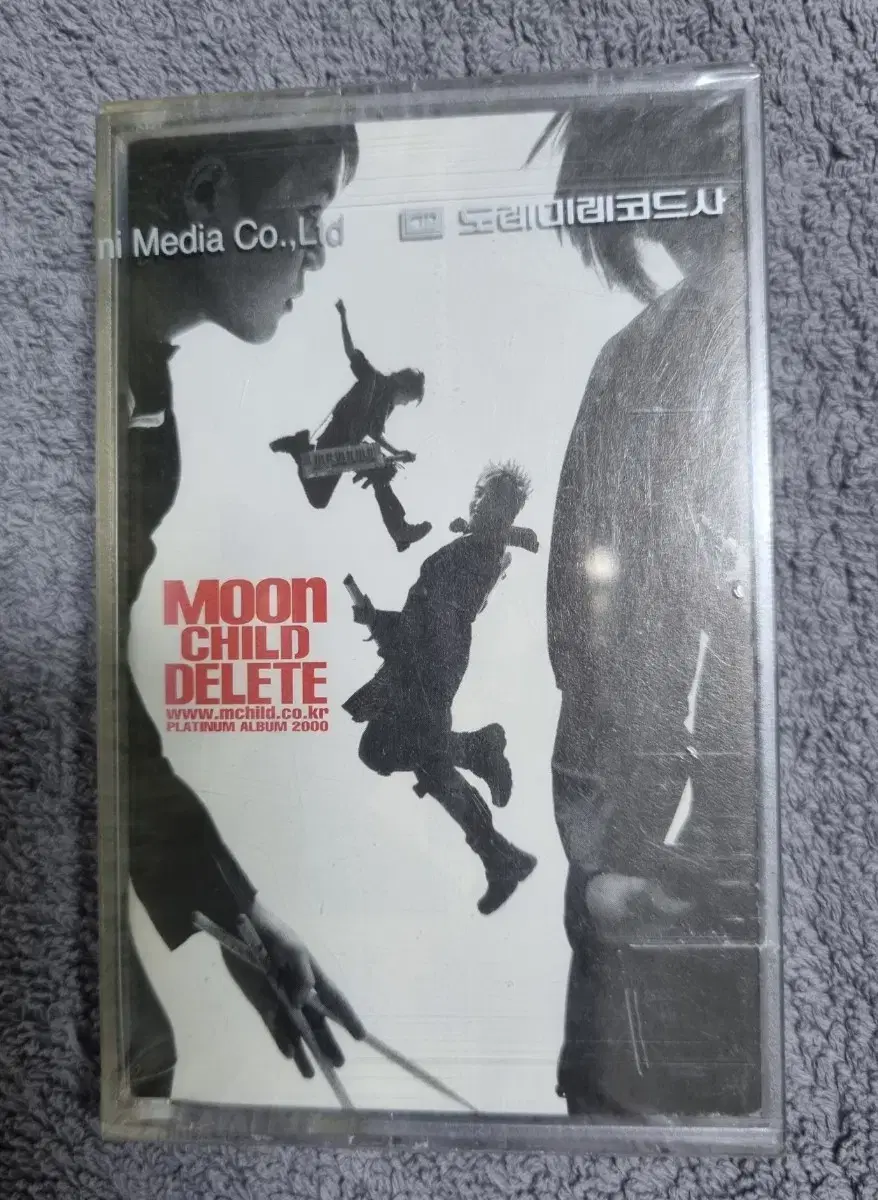 ni Media Co.,Ltd 도레미레코드사
MOON
CHILD
DELETE
www.mchild.co.kr
PLATINUM ALBUM 2000